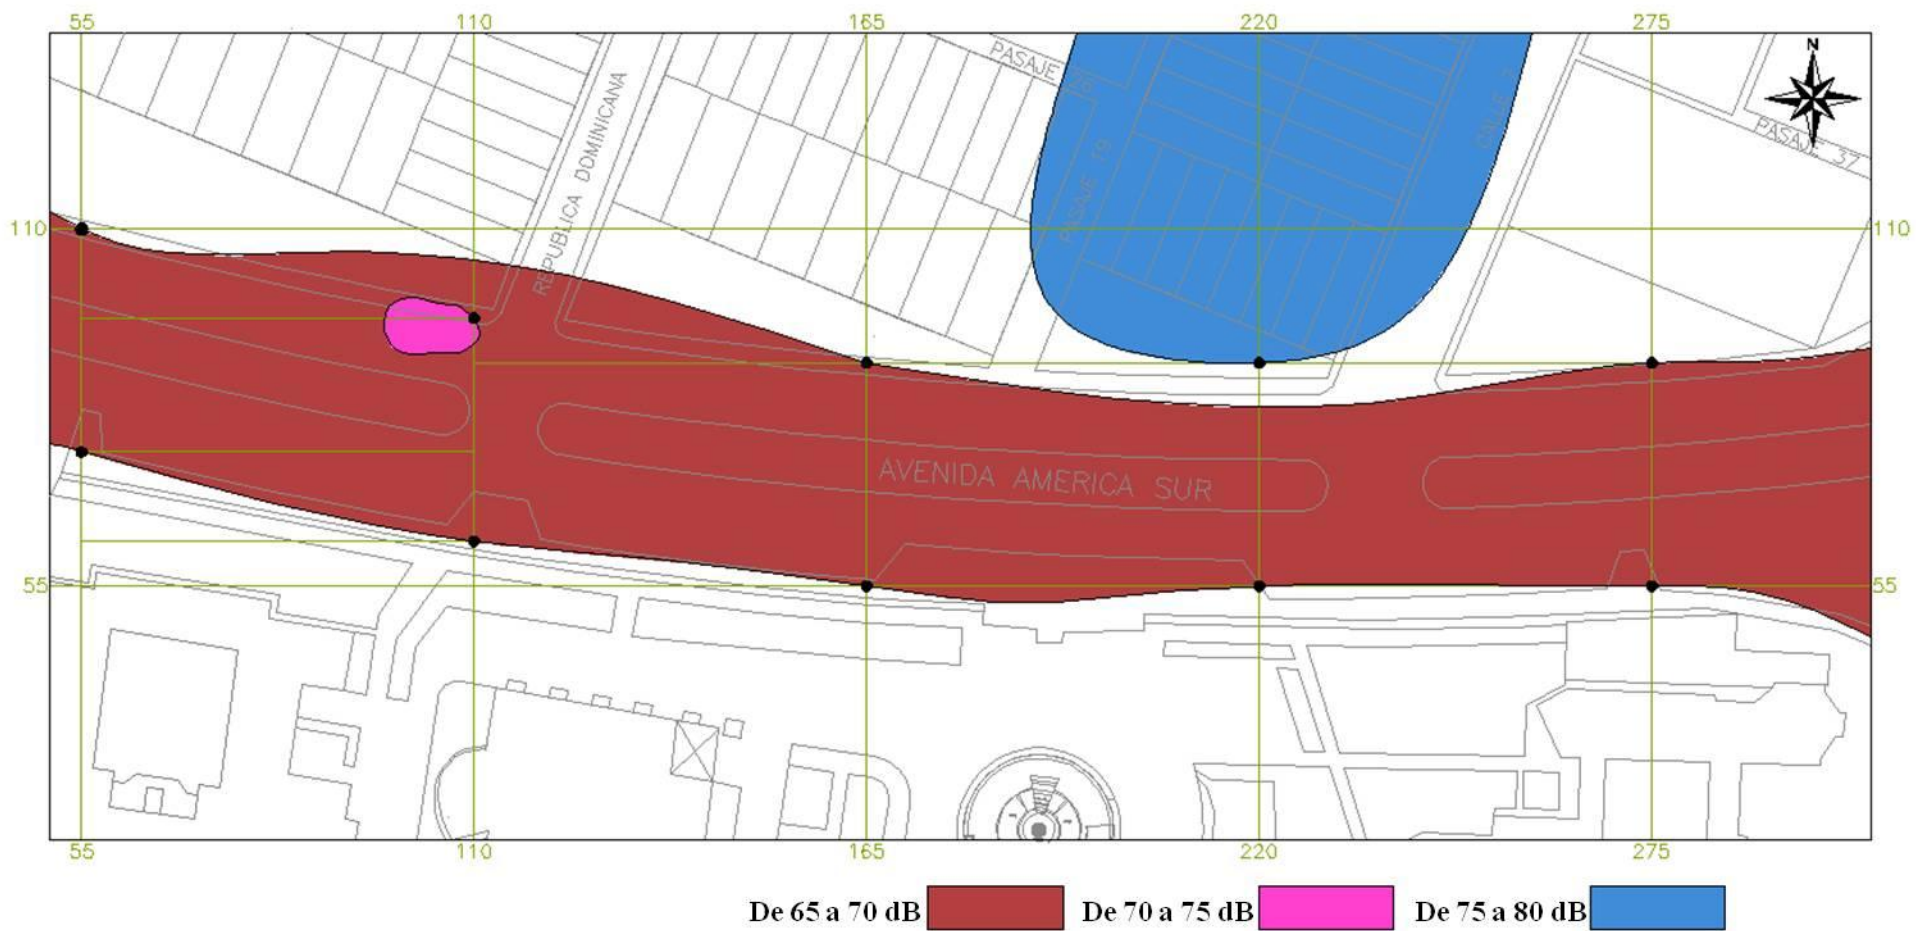 55 110 165 220 275
N
PASAJE
PASAJE 37
REPUBLICA DOMINICANA
PASAJE 19
110 110
AVENIDA AMERICA SUR
55 55
55 110 165 220 275
De 65 a 70 dB De 70 a 75 dB De 75 a 80 dB